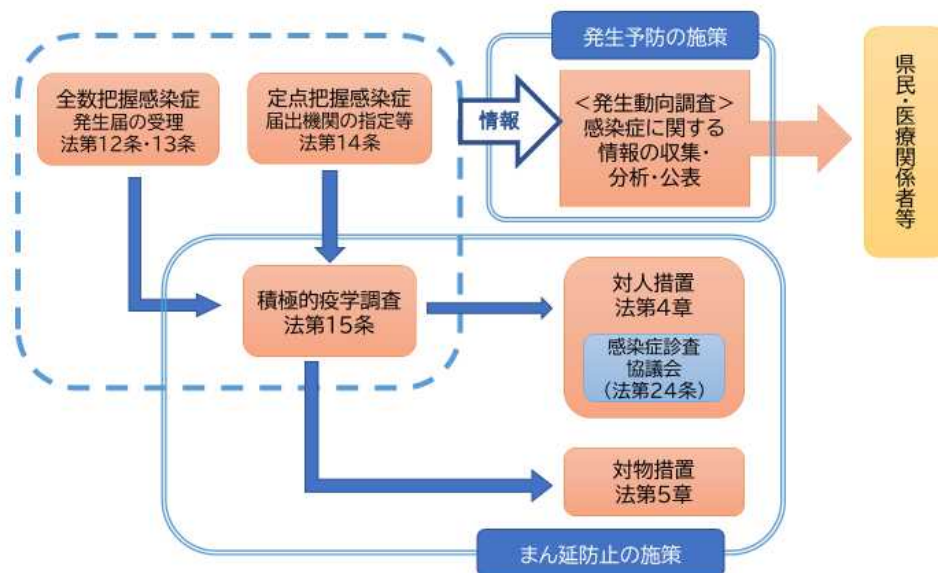 発生予防の施策
全数把握感染症
発生届の受理
法第12条・13条
定点把握感染症
届出機関の指定等
法第14条
情報
＜発生動向調査＞
感染症に関する
情報の収集・
分析・公表
県民・医療関係者等
積極的疫学調査
法第15条
対人措置
法第4章
感染症診査
協議会
（法第24条）
対物措置
法第5章
まん延防止の施策